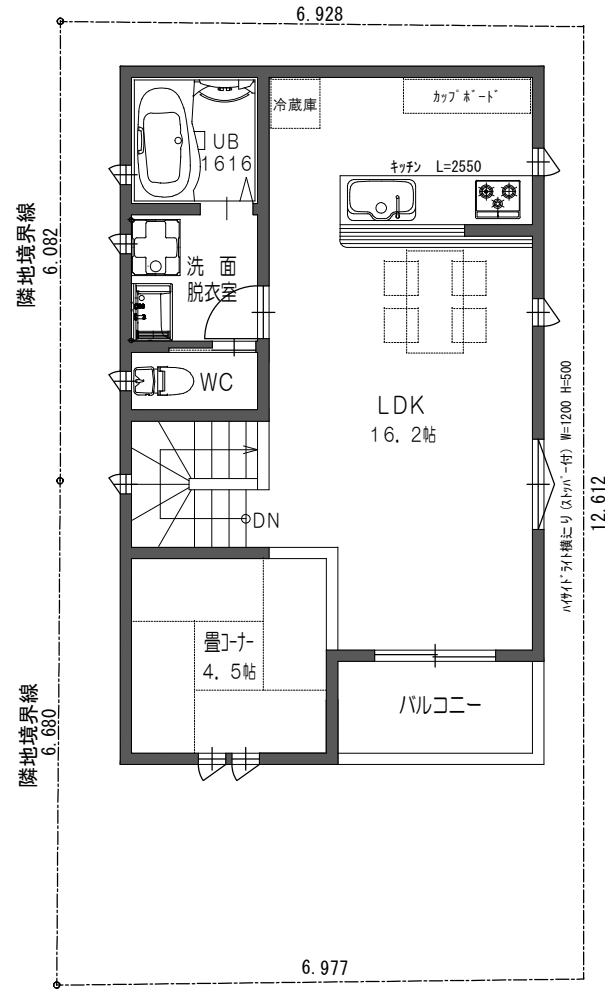 6.928
冷蔵庫
カップボード
UB
1616
キッチン L=2550
隣地境界線
6.082
洗面
脱衣室
WC
LDK
16.2帖
ハイサイドライト横辷り(ストッパー付) W=1200 H=500
12.612
DN
畳コーナー
4.5帖
バルコニー
隣地境界線
6.680
6.977